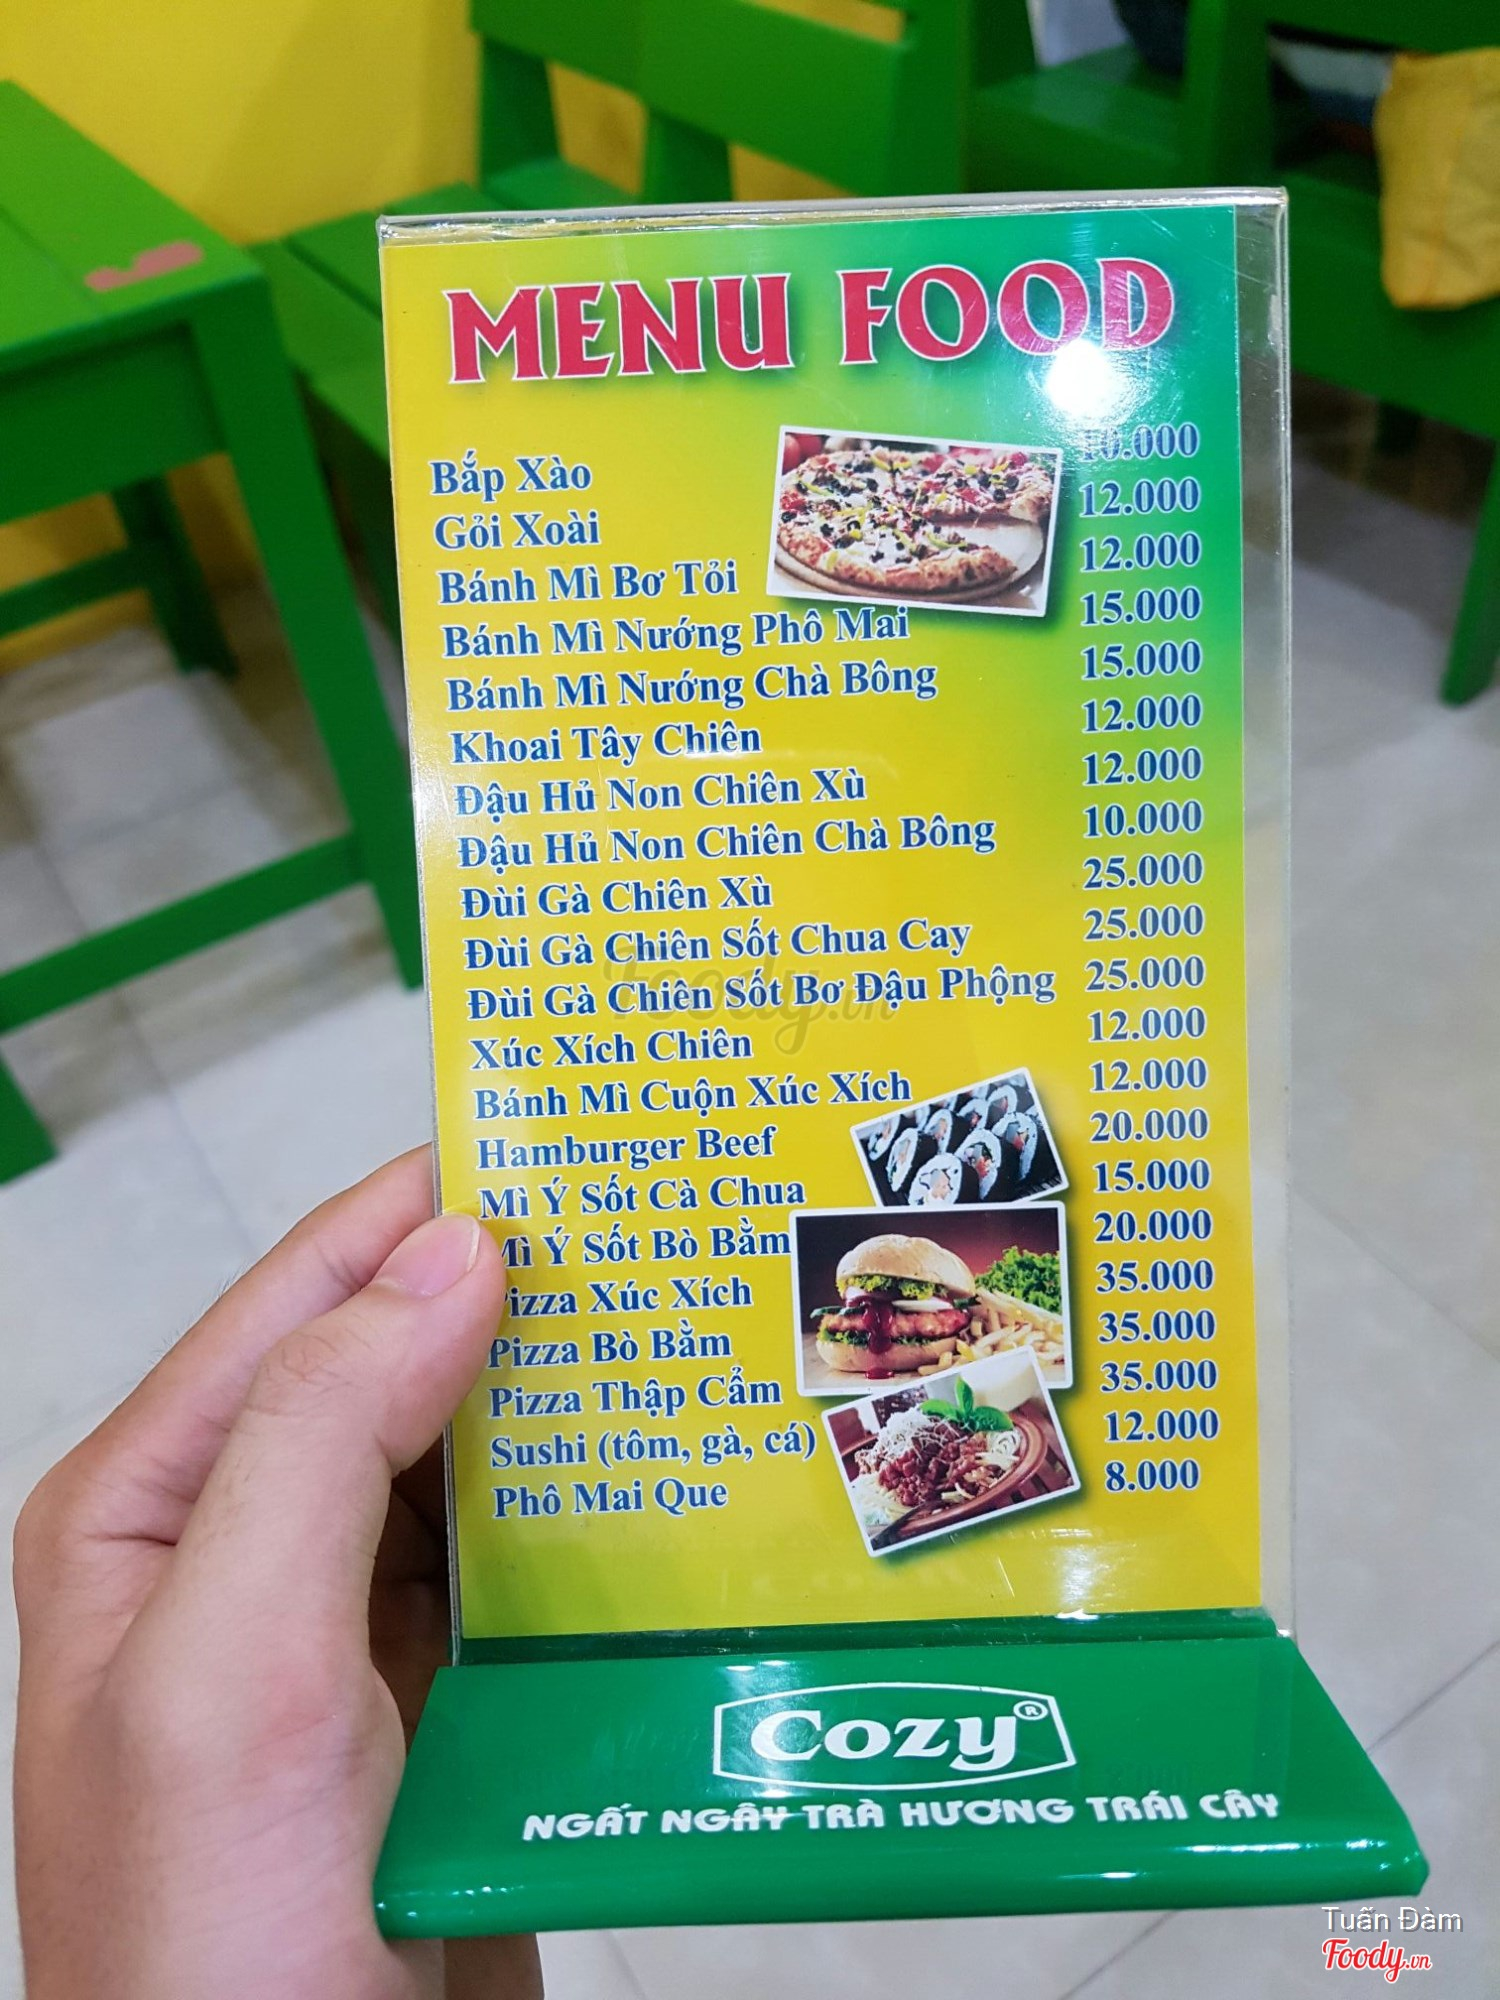 MENU FOOD
Bắp Xào 10.000
Gỏi Xoài 12.000
Bánh Mì Bơ Tỏi 12.000
Bánh Mì Nướng Phô Mai 15.000
Bánh Mì Nướng Chà Bông 15.000
Khoai Tây Chiên 12.000
Đậu Hủ Non Chiên Xù 12.000
Đậu Hủ Non Chiên Chà Bông 10.000
Đùi Gà Chiên Xù 25.000
Đùi Gà Chiên Sốt Chua Cay 25.000
Đùi Gà Chiên Sốt Bơ Đậu Phộng 25.000
Xúc Xích Chiên 12.000
Bánh Mì Cuộn Xúc Xích 12.000
Hamburger Beef 20.000
Mì Ý Sốt Cà Chua 15.000
Mì Ý Sốt Bò Bằm 20.000
Pizza Xúc Xích 35.000
Pizza Bò Bằm 35.000
Pizza Thập Cẩm 35.000
Sushi (tôm, gà, cá) 12.000
Phô Mai Que 8.000
Foody.vn
Cozy®
NGẤT NGÂY TRÀ HƯƠNG TRÁI CÂY
Tuấn Đàm
Foody.vn